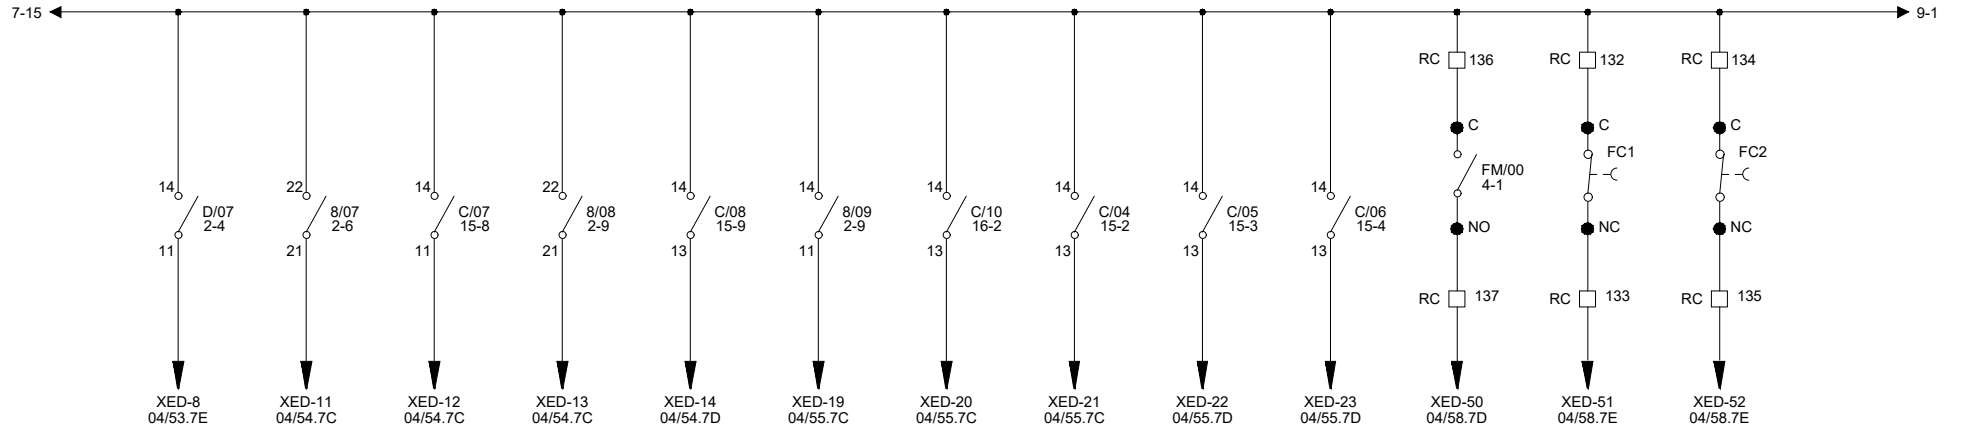 7-15
9-1
RC 136
RC 132
RC 134
C
C
C
FC1
FC2
FM/00
4-1
14
22
14
22
14
14
14
14
14
14
D/07
2-4
8/07
2-6
C/07
15-8
8/08
2-9
C/08
15-9
8/09
2-9
C/10
16-2
C/04
15-2
C/05
15-3
C/06
15-4
NO
NC
NC
11
21
11
21
13
11
13
13
13
13
RC 137
RC 133
RC 135
XED-8
04/53.7E
XED-11
04/54.7C
XED-12
04/54.7C
XED-13
04/54.7C
XED-14
04/54.7D
XED-19
04/55.7C
XED-20
04/55.7C
XED-21
04/55.7C
XED-22
04/55.7D
XED-23
04/55.7D
XED-50
04/58.7D
XED-51
04/58.7E
XED-52
04/58.7E